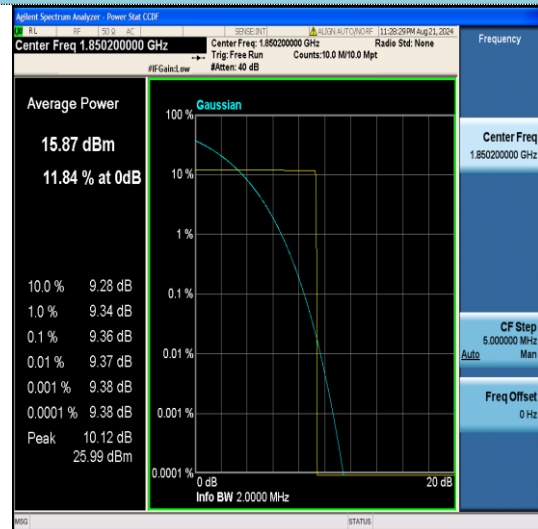 Agilent Spectrum Analyzer - Power Stat CCDF
RL RF 50 Ω AC SENSE:INT ALIGN AUTO/NORF 11:28:29PM Aug 21, 2024
Center Freq 1.850200000 GHz
Center Freq: 1.850200000 GHz Radio Std: None
Trig: Free Run Counts:10.0 M/10.0 Mpt
#IFGain:Low #Atten: 40 dB
Frequency
Center Freq
1.850200000 GHz
CF Step
5.000000 MHz
Auto Man
Freq Offset
0 Hz
Average Power
15.87 dBm
11.84 % at 0dB
10.0 % 9.28 dB
1.0 % 9.34 dB
0.1 % 9.36 dB
0.01 % 9.37 dB
0.001 % 9.38 dB
0.0001 % 9.38 dB
Peak 10.12 dB
25.99 dBm
Gaussian
100 %
10 %
1 %
0.1 %
0.01 %
0.001 %
0.0001 %
0 dB 20 dB
Info BW 2.0000 MHz
MSG STATUS